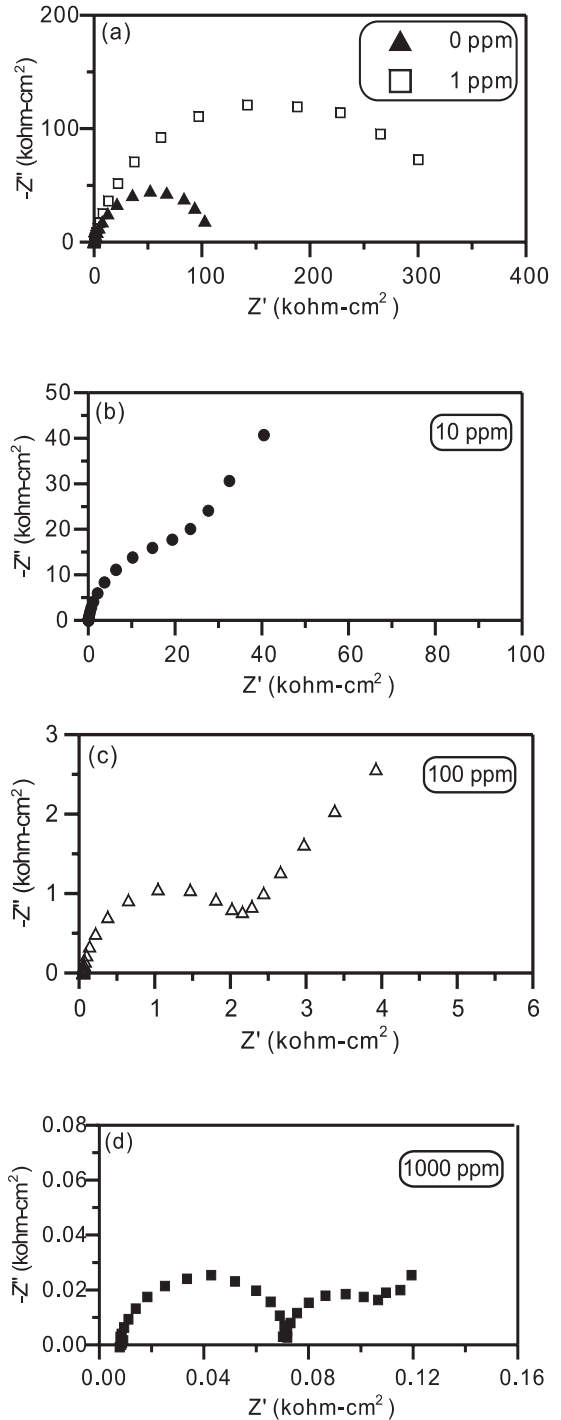 200
(a)
0 ppm
1 ppm
100
-Z" (kohm-cm²)
0
0 100 200 300 400
Z' (kohm-cm²)
50
(b)
10 ppm
40
30
-Z" (kohm-cm²)
20
10
0
0 20 40 60 80 100
Z' (kohm-cm²)
3
(c)
100 ppm
2
-Z" (kohm-cm²)
1
0
0 1 2 3 4 5 6
Z' (kohm-cm²)
0.08
(d)
1000 ppm
0.06
-Z" (kohm-cm²)
0.04
0.02
0.00
0.00 0.04 0.08 0.12 0.16
Z' (kohm-cm²)